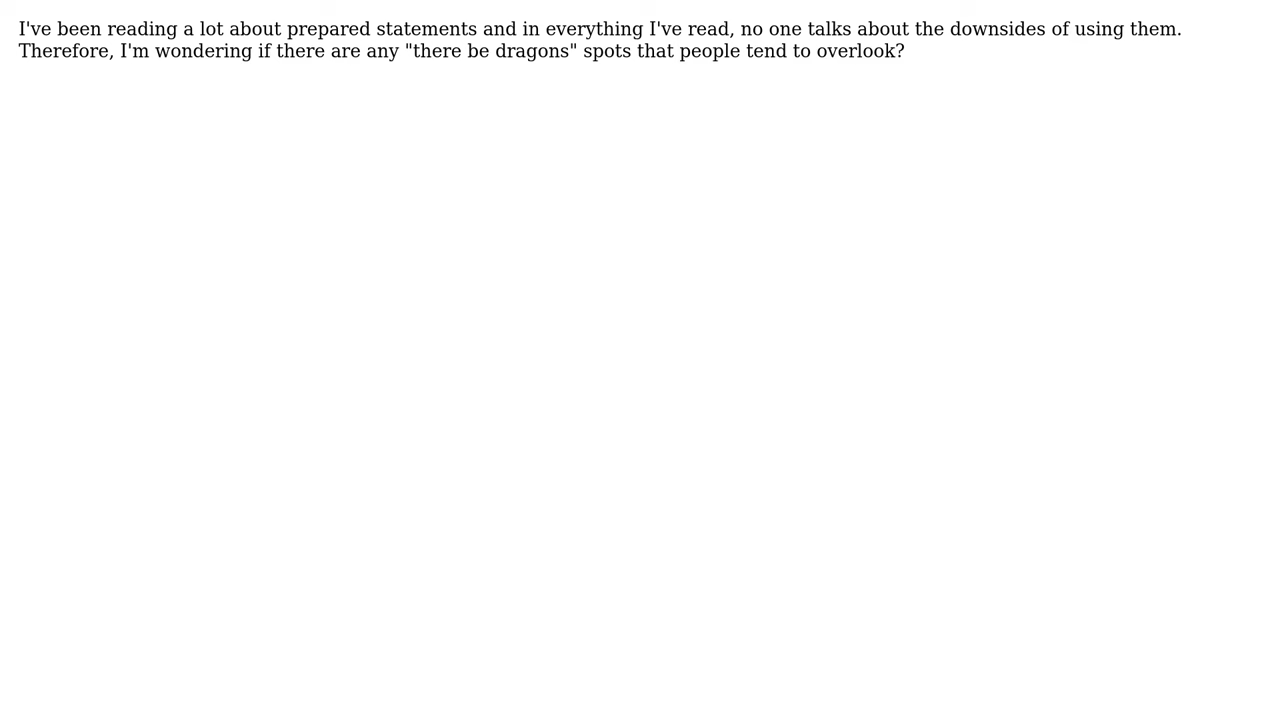 I've been reading a lot about prepared statements and in everything I've read, no one talks about the downsides of using them.
Therefore, I'm wondering if there are any "there be dragons" spots that people tend to overlook?